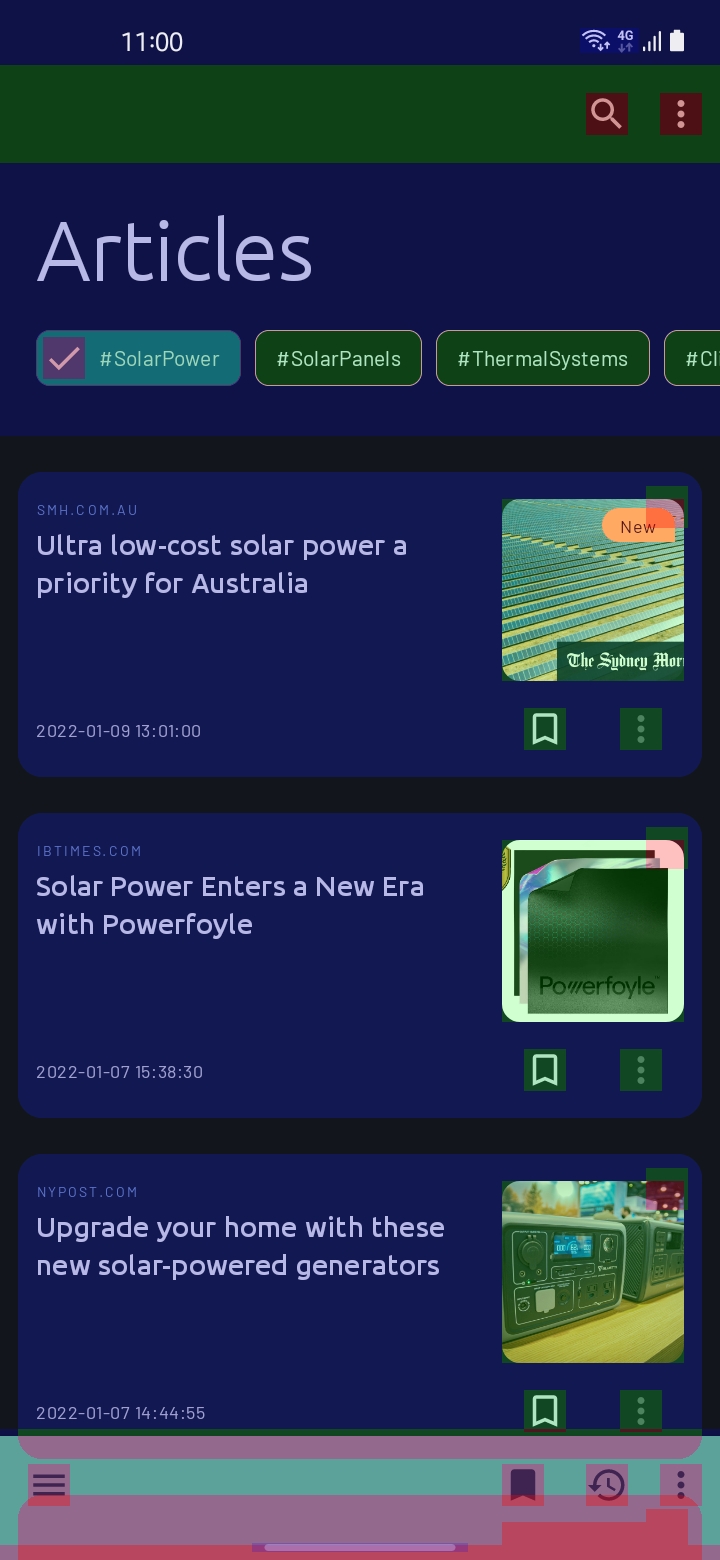 11:00
4G
Articles
#SolarPower
#SolarPanels
#ThermalSystems
#Cli
SMH.COM.AU
Ultra low-cost solar power a
priority for Australia
New
The Sydney Mor
2022-01-09 13:01:00
IBTIMES.COM
Solar Power Enters a New Era
with Powerfoyle
Powerfoyle
2022-01-07 15:38:30
NYPOST.COM
Upgrade your home with these
new solar-powered generators
2022-01-07 14:44:55